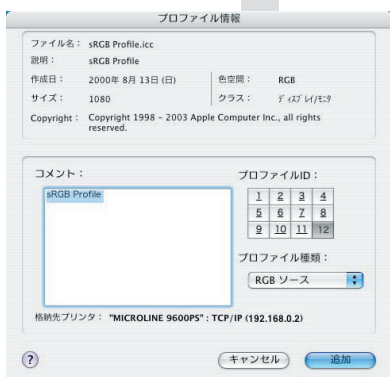 プロファイル情報
ファイル名： sRGB Profile.icc
説明： sRGB Profile
作成日： 2000年 8月 13日 (日) 色空間： RGB
サイズ： 1080 クラス： ディスプレイ/モニタ
Copyright： Copyright 1998 – 2003 Apple Computer Inc., all rights reserved.
コメント：
sRGB Profile
プロファイルID：
1 2 3 4
5 6 7 8
9 10 11 12
プロファイル種類：
RGB ソース
格納先プリンタ： "MICROLINE 9600PS" : TCP/IP (192.168.0.2)
? キャンセル 追加